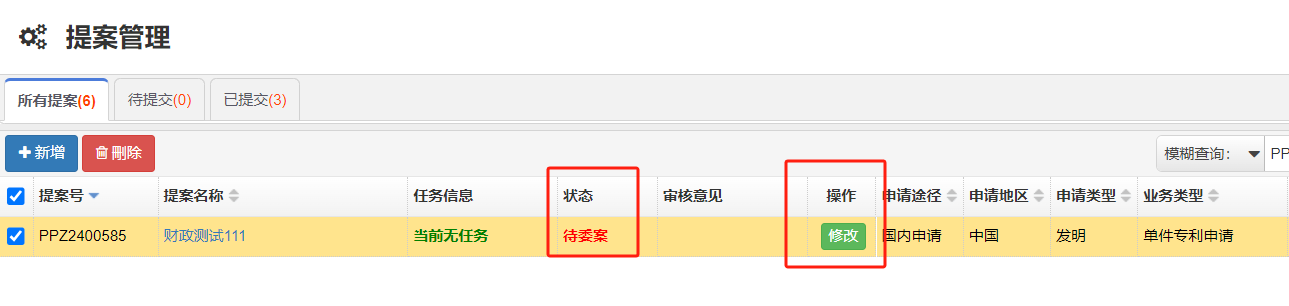 提案管理
所有提案(6) 待提交(0) 已提交(3)
新增 刪除 模糊查询： PP
提案号 提案名称 任务信息 状态 审核意见 操作 申请途径 申请地区 申请类型 业务类型
PPZ2400585 财政测试111 当前无任务 待委案 修改 国内申请 中国 发明 单件专利申请